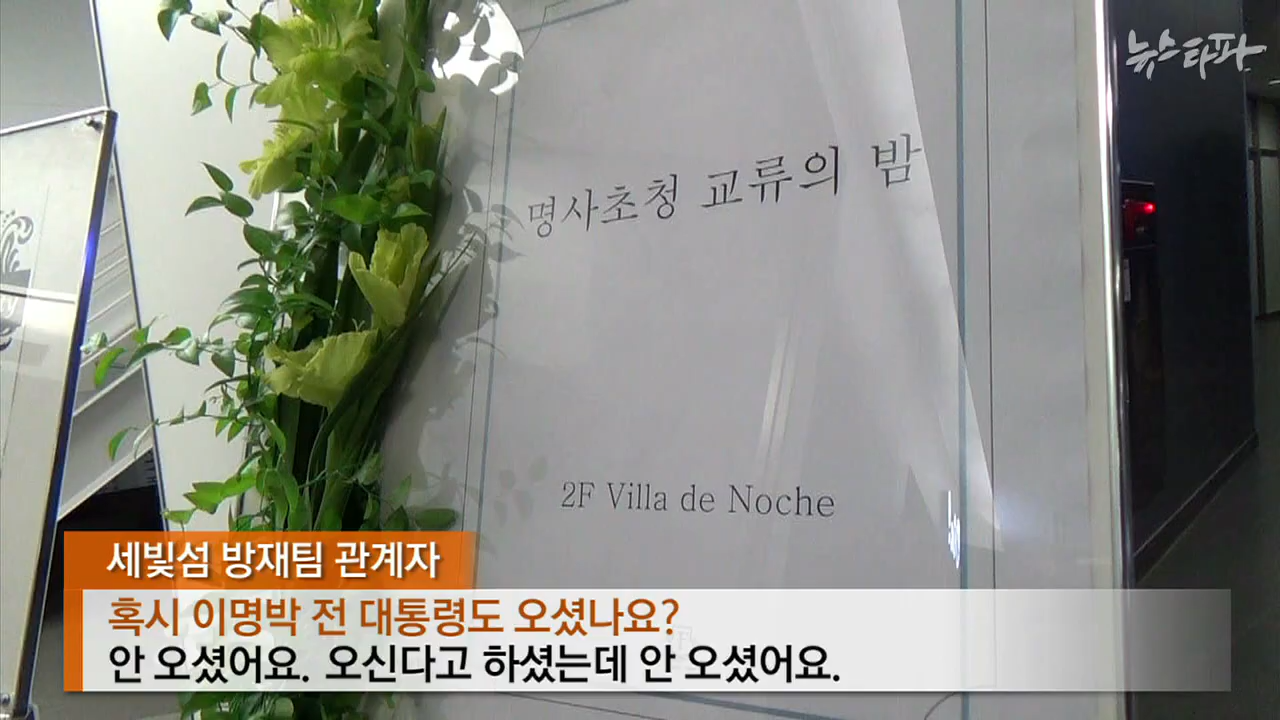 뉴스타파
명사초청 교류의 밤
2F Villa de Noche
세빛섬 방재팀 관계자
혹시 이명박 전 대통령도 오셨나요?
안 오셨어요. 오신다고 하셨는데 안 오셨어요.